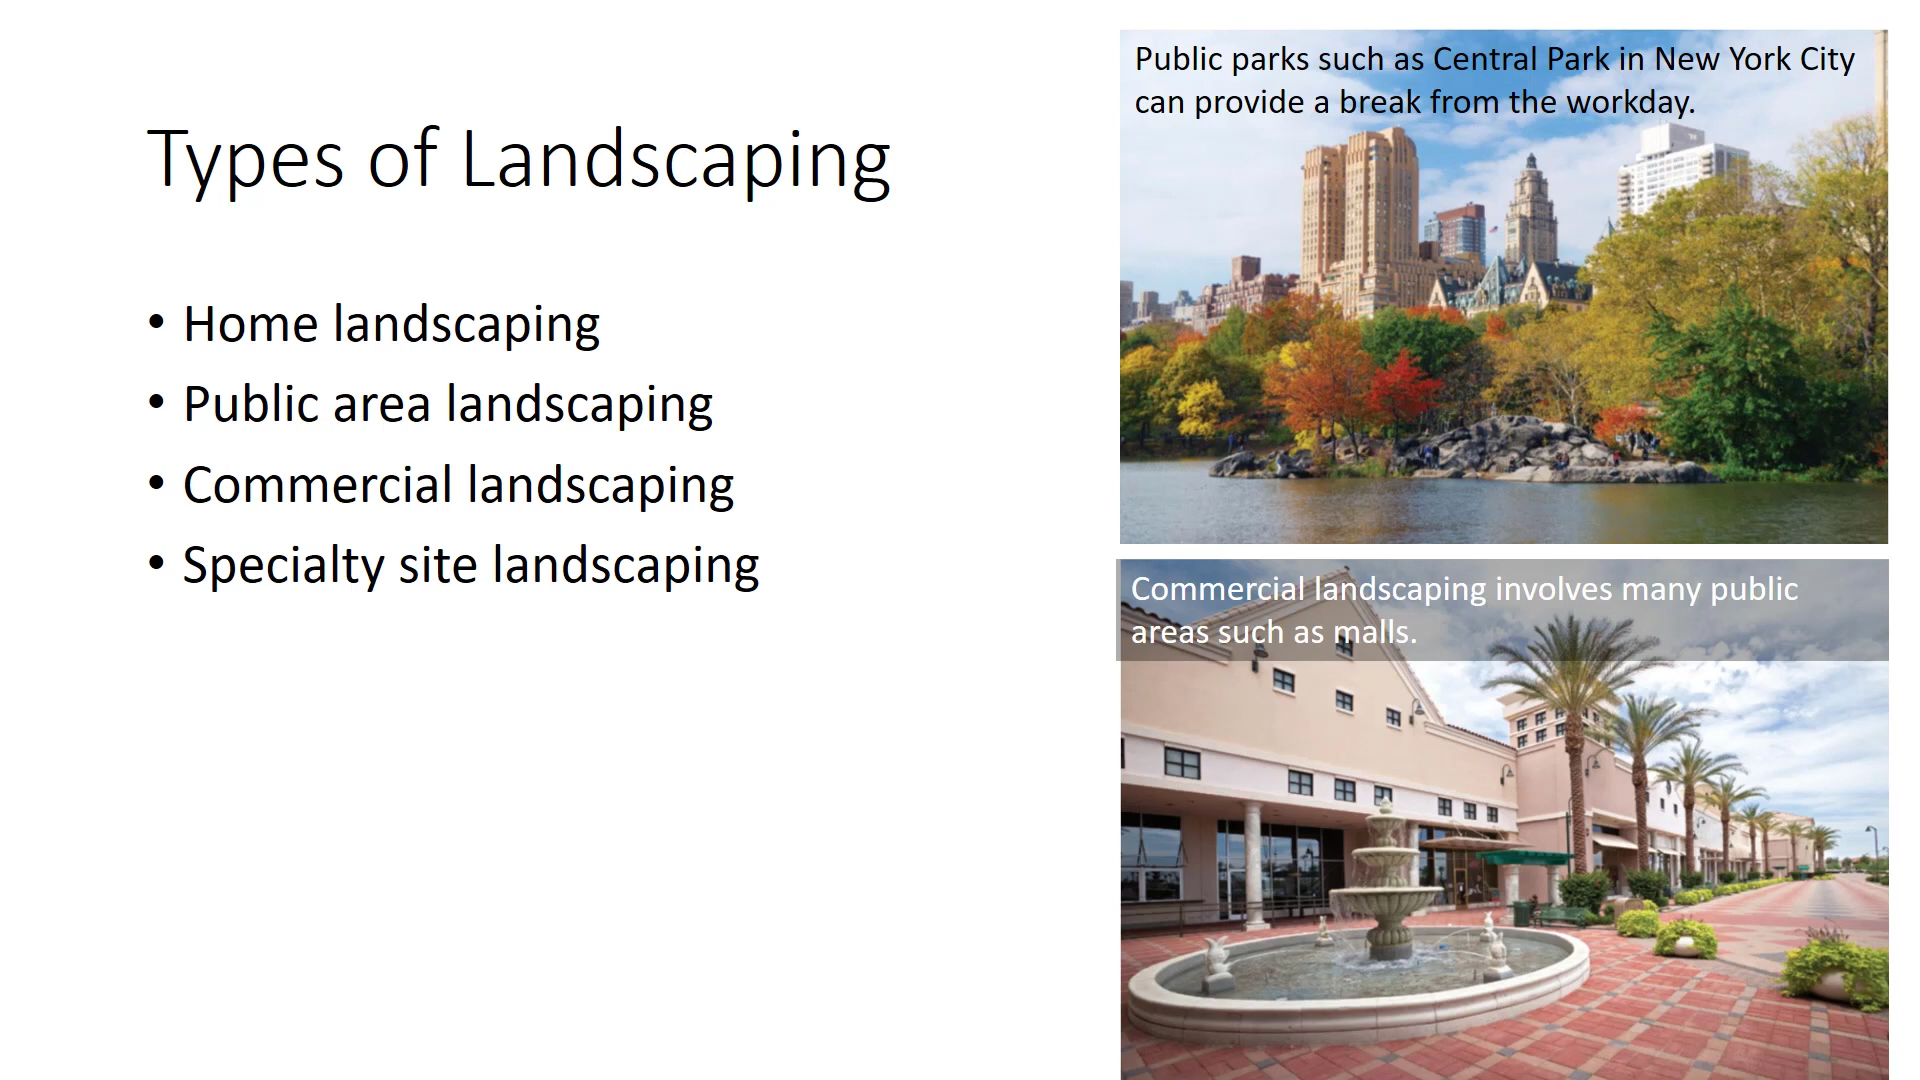 Types of Landscaping
• Home landscaping
• Public area landscaping
• Commercial landscaping
• Specialty site landscaping
Public parks such as Central Park in New York City
can provide a break from the workday.
Commercial landscaping involves many public
areas such as malls.